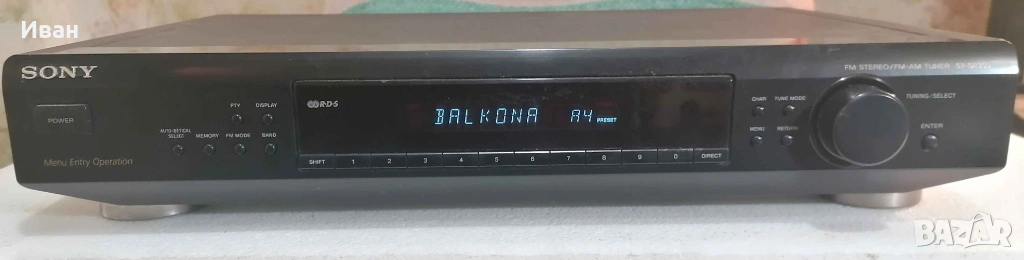 Иван
SONY
FM STEREO/FM-AM TUNER
POWER
PTY DISPLAY
AUTO-BETICAL SELECT MEMORY FM MODE BAND
Menu Entry Operation
R·D·S
BALKONA A4 PRESET
SHIFT 1 2 3 4 5 6 7 8 9 0 DIRECT
CHAR TUNE MODE
MENU RETURN
TUNING/SELECT
ENTER
BAZAR